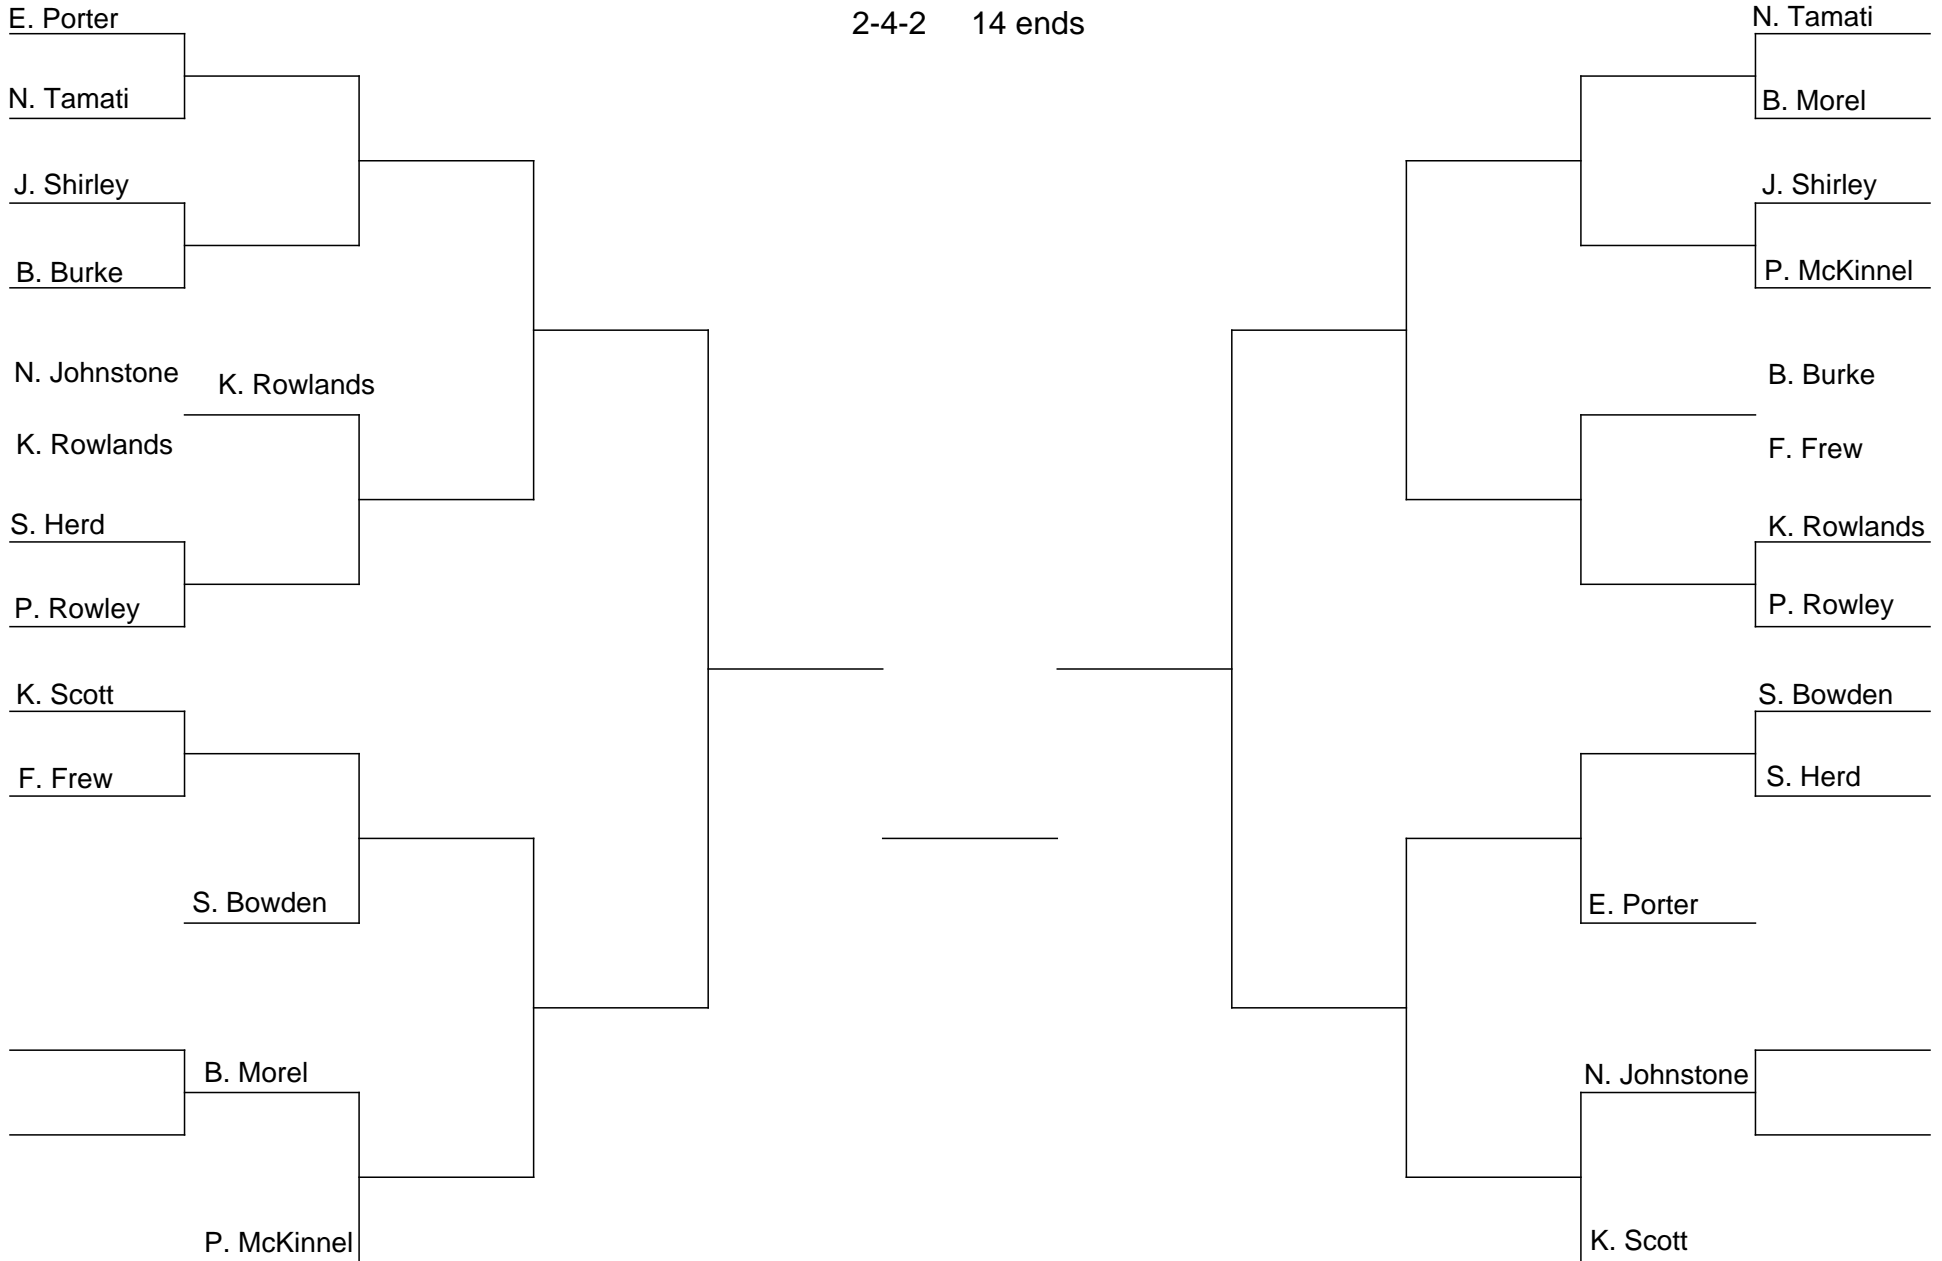 2-4-2 14 ends
E. Porter
N. Tamati
J. Shirley
B. Burke
N. Johnstone
K. Rowlands
K. Rowlands
S. Herd
P. Rowley
K. Scott
F. Frew
S. Bowden
B. Morel
P. McKinnel
N. Tamati
B. Morel
J. Shirley
P. McKinnel
B. Burke
F. Frew
K. Rowlands
P. Rowley
S. Bowden
S. Herd
E. Porter
N. Johnstone
K. Scott